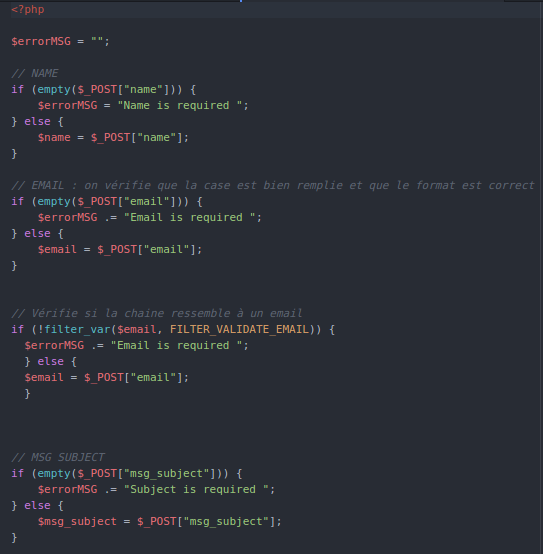 <?php
$errorMSG = "";
// NAME
if (empty($_POST["name"])) {
$errorMSG = "Name is required ";
} else {
$name = $_POST["name"];
}
// EMAIL : on vérifie que la case est bien remplie et que le format est correct
if (empty($_POST["email"])) {
$errorMSG .= "Email is required ";
} else {
$email = $_POST["email"];
}
// Vérifie si la chaine ressemble à un email
if (!filter_var($email, FILTER_VALIDATE_EMAIL)) {
$errorMSG .= "Email is required ";
} else {
$email = $_POST["email"];
}
// MSG SUBJECT
if (empty($_POST["msg_subject"])) {
$errorMSG .= "Subject is required ";
} else {
$msg_subject = $_POST["msg_subject"];
}